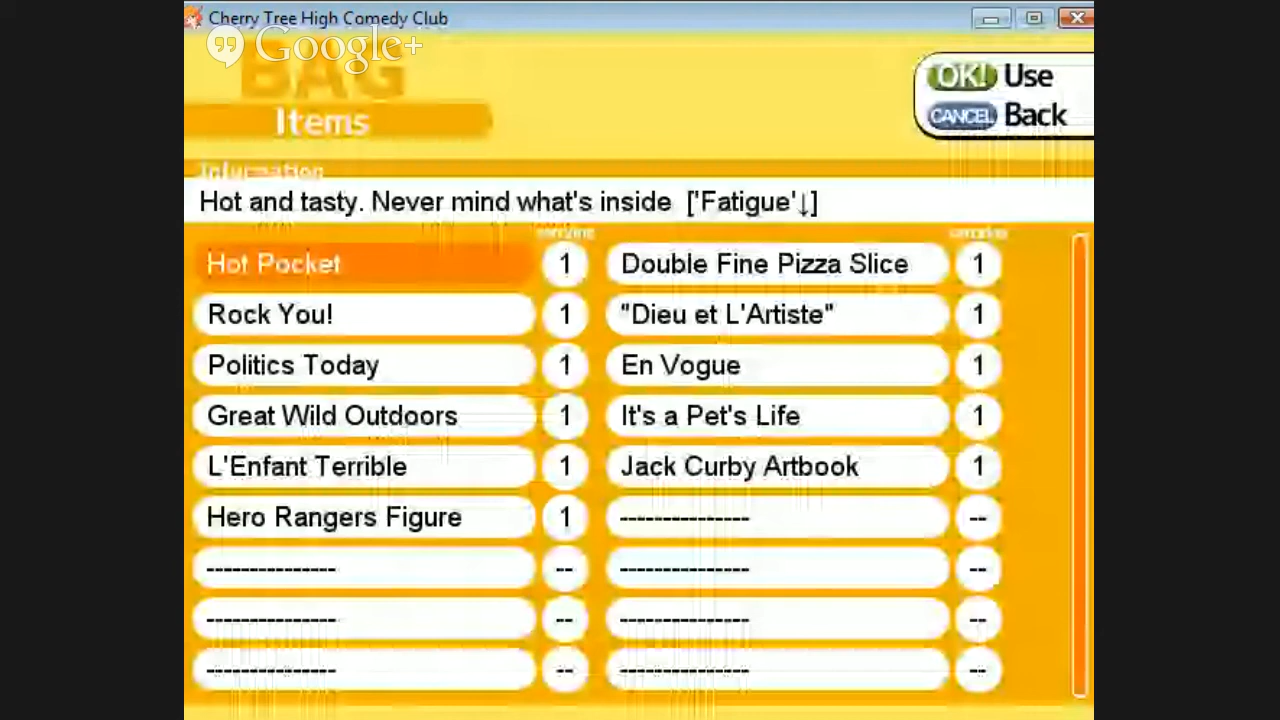 Cherry Tree High Comedy Club
Google+
BAG
Items
OK! Use
CANCEL Back
Information
Hot and tasty. Never mind what's inside ['Fatigue'↓]
Hot Pocket 1 Double Fine Pizza Slice 1
Rock You! 1 "Dieu et L'Artiste" 1
Politics Today 1 En Vogue 1
Great Wild Outdoors 1 It's a Pet's Life 1
L'Enfant Terrible 1 Jack Curby Artbook 1
Hero Rangers Figure 1 --------------- --
--------------- -- --------------- --
--------------- -- --------------- --
--------------- -- --------------- --